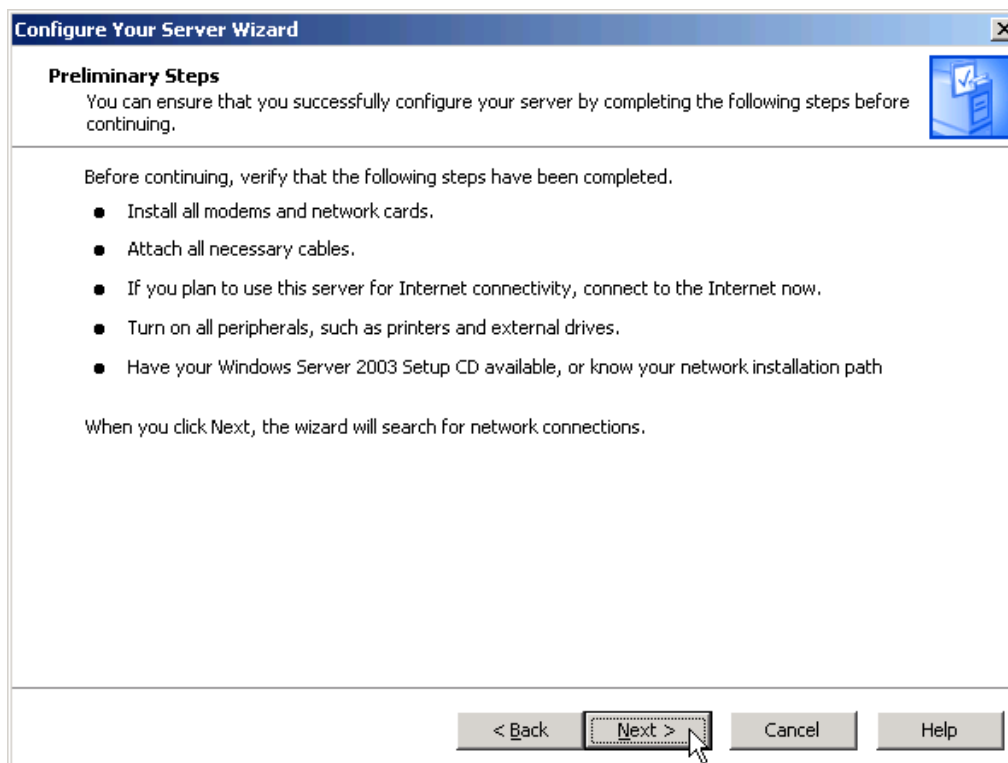 Configure Your Server Wizard
Preliminary Steps
You can ensure that you successfully configure your server by completing the following steps before
continuing.
Before continuing, verify that the following steps have been completed.
● Install all modems and network cards.
● Attach all necessary cables.
● If you plan to use this server for Internet connectivity, connect to the Internet now.
● Turn on all peripherals, such as printers and external drives.
● Have your Windows Server 2003 Setup CD available, or know your network installation path
When you click Next, the wizard will search for network connections.
< Back Next > Cancel Help